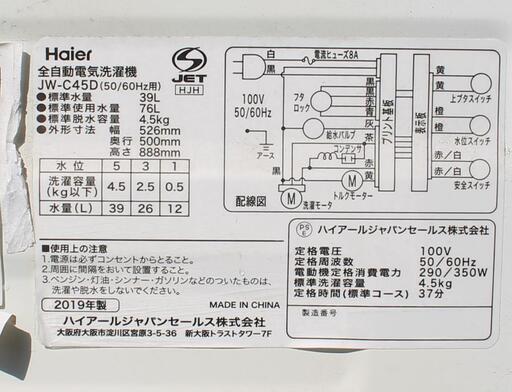 Haier
全自動電気洗濯機
JW-C45D(50/60Hz用)
S
JET
HJH
●標準水量 39L
●標準使用水量 76L
●標準脱水容量 4.5kg
●外形寸法 幅 526mm
奥行 500mm
高さ 888mm
水位 5 3 1
洗濯容量(kg以下) 4.5 2.5 0.5
水量(L) 39 26 12
■使用上の注意
1.電源は必ずコンセントからとること。
2.周囲に間隔をおいて設置すること。
3.ベンジン・灯油・シンナー・ガソリンなどのついたものは、
洗濯や脱水をしないでください。
2019年製
MADE IN CHINA
ハイアールジャパンセールス株式会社
大阪府大阪市淀川区宮原3-5-36 新大阪トラストタワー7F
白
電流ヒューズ8A
黒
100V
50/60Hz
アース
フタロック
黒
黒
赤
青
灰
給水バルブ
茶
コンデンサ
赤
黒
黄
M
洗濯モータ
M
トルクモーター
プリント基板
表示板
黄
黄
上ブタスイッチ
橙
橙
水位スイッチ
赤/白
赤/白
安全スイッチ
配線図
PSE
ハイアールジャパンセールス株式会社
定格電圧 100V
定格周波数 50/60Hz
電動機定格消費電力 290/350W
標準洗濯容量 4.5kg
定格時間(標準コース) 37分
製造番号: